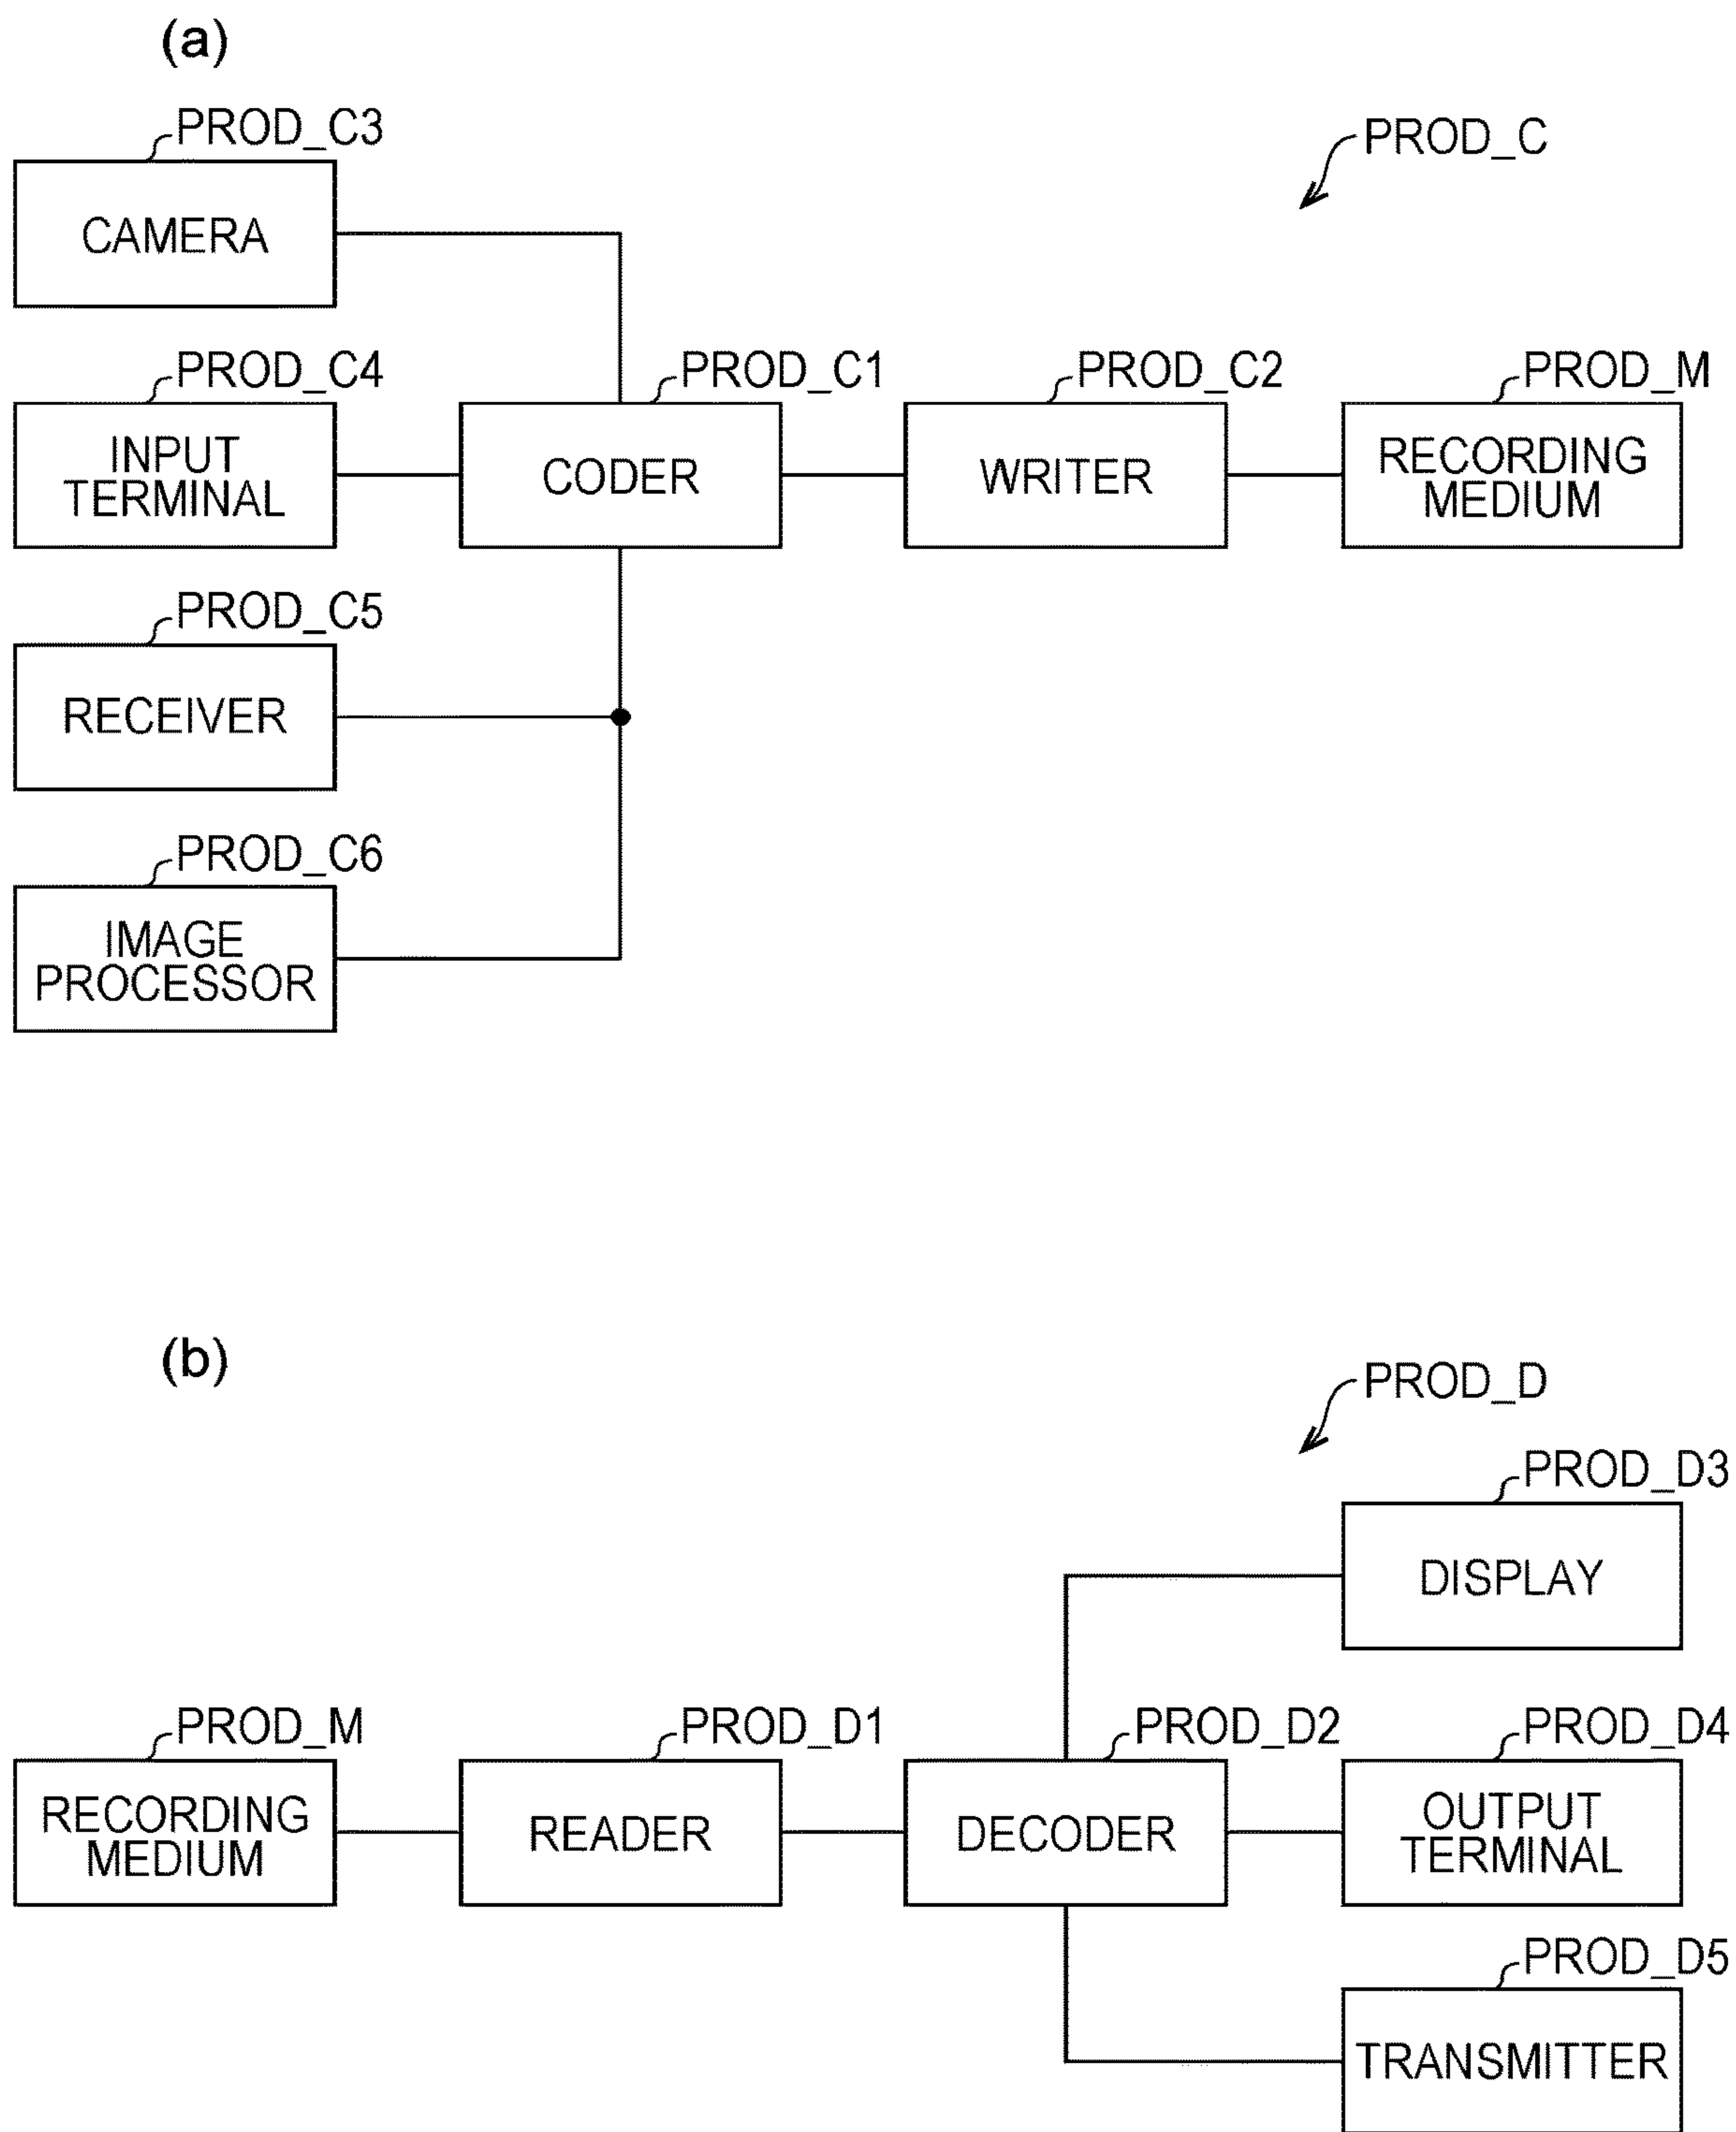 (a)
PROD_C3
PROD_C
CAMERA
PROD_C4
PROD_C1
PROD_C2
PROD_M
INPUT
TERMINAL
CODER
WRITER
RECORDING
MEDIUM
PROD_C5
RECEIVER
PROD_C6
IMAGE
PROCESSOR
(b)
PROD_D
PROD_D3
DISPLAY
PROD_M
PROD_D1
PROD_D2
PROD_D4
RECORDING
MEDIUM
READER
DECODER
OUTPUT
TERMINAL
PROD_D5
TRANSMITTER